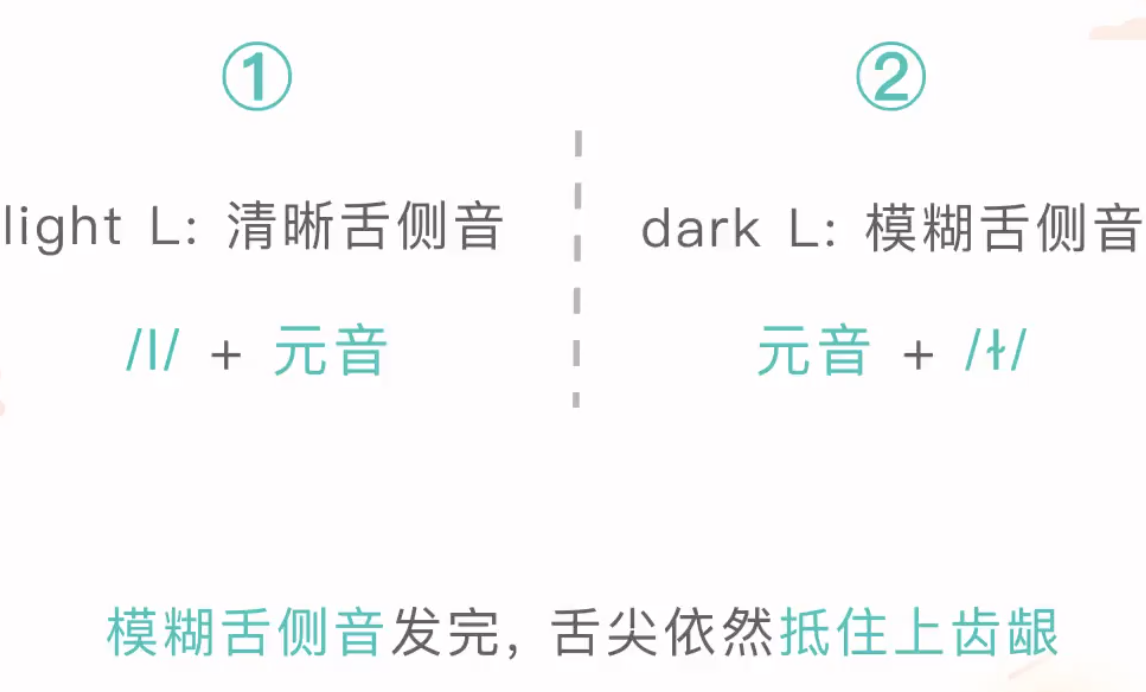 ①
②
light L: 清晰舌侧音
dark L: 模糊舌侧音
/l/ + 元音
元音 + /ɫ/
模糊舌侧音发完, 舌尖依然抵住上齿龈